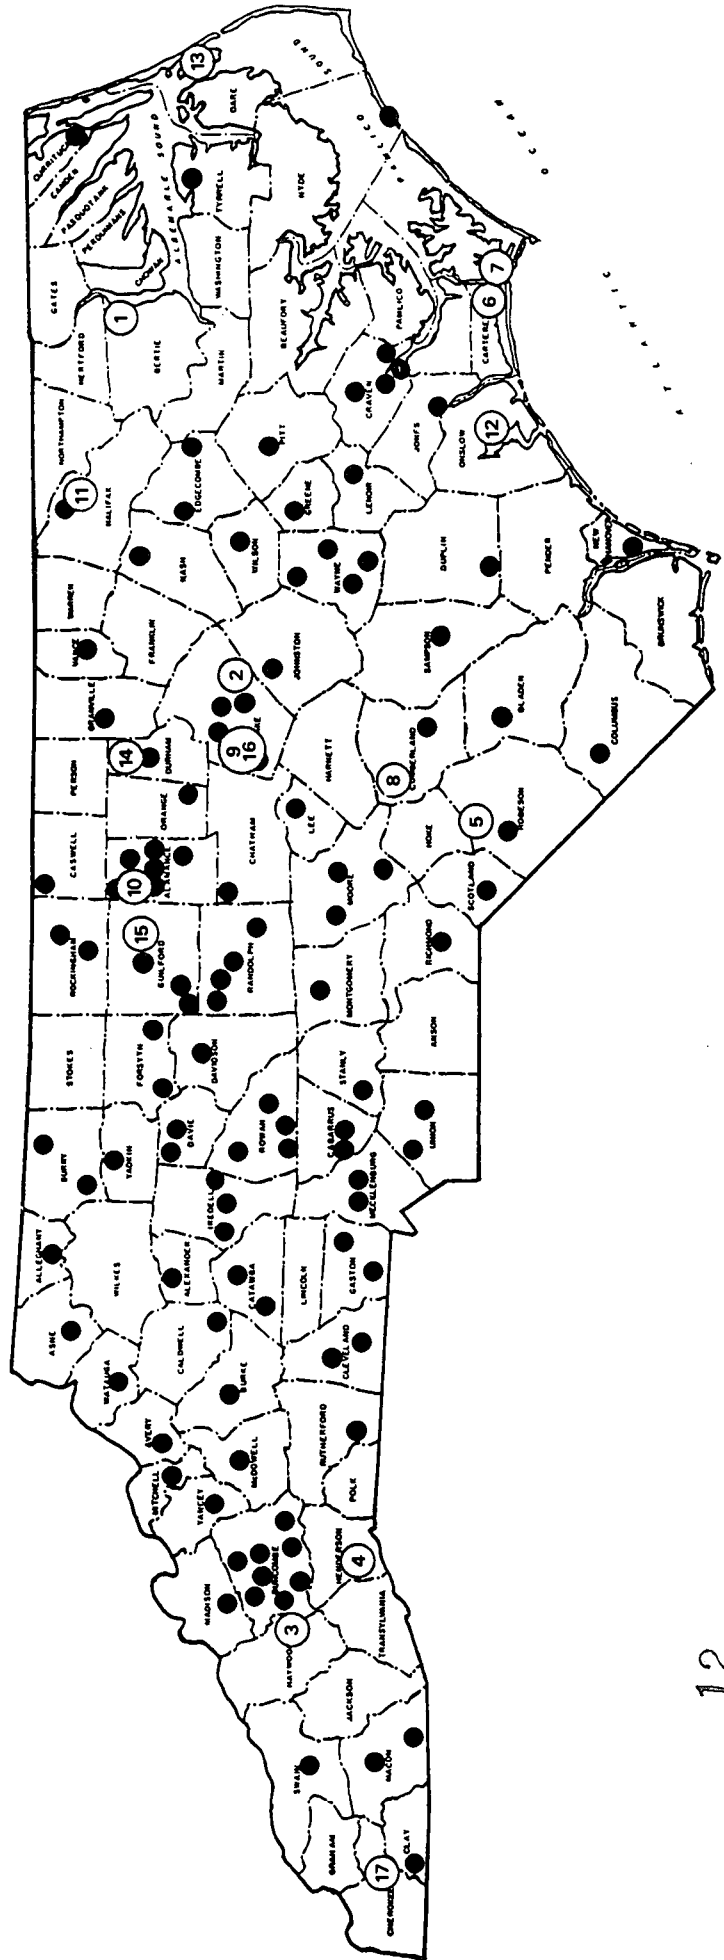 CHEROKEE
17
CLAY
GRAHAM
SWAIN
MACON
JACKSON
HAYWOOD
3
TRANSYLVANIA
MADISON
BUNCOMBE
HENDERSON
4
YANCEY
MITCHELL
AVERY
McDOWELL
POLK
RUTHERFORD
WATAUGA
ASHE
ALLEGHANY
CALDWELL
BURKE
CLEVELAND
WILKES
ALEXANDER
CATAWBA
LINCOLN
GASTON
IREDELL
MECKLENBURG
SURRY
YADKIN
DAVIE
ROWAN
CABARRUS
UNION
STOKES
FORSYTH
DAVIDSON
STANLY
ANSON
ROCKINGHAM
GUILFORD
15
RANDOLPH
MONTGOMERY
RICHMOND
CASWELL
ALAMANCE
10
CHATHAM
MOORE
SCOTLAND
PERSON
ORANGE
DURHAM
14
LEE
HOKE
ROBESON
5
GRANVILLE
VANCE
WAKE
9
16
2
HARNETT
CUMBERLAND
8
BLADEN
COLUMBUS
WARREN
FRANKLIN
JOHNSTON
SAMPSON
BRUNSWICK
NASH
WILSON
WAYNE
DUPLIN
PENDER
NEW HANOVER
NORTHAMPTON
HALIFAX
11
EDGECOMBE
GREENE
LENOIR
PITT
JONES
ONSLOW
12
HERTFORD
BERTIE
1
MARTIN
CRAVEN
CARTERET
6
7
GATES
CHOWAN
PERQUIMANS
PASQUOTANK
CAMDEN
CURRITUCK
ALBEMARLE SOUND
WASHINGTON
TYRRELL
DARE
13
BEAUFORT
HYDE
PAMLICO
PAMLICO SOUND
ATLANTIC OCEAN
12